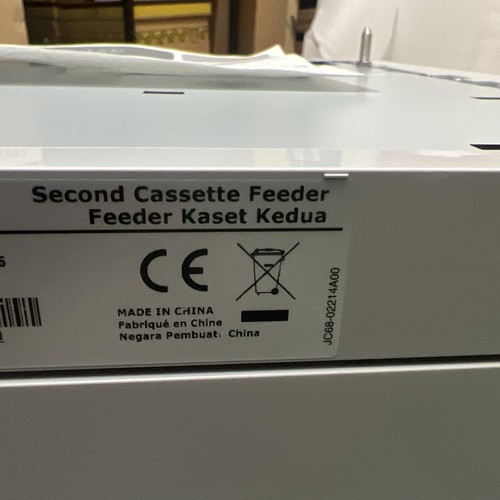 Second Cassette Feeder
Feeder Kaset Kedua
CE
MADE IN CHINA
Fabriqué en Chine
Negara Pembuat: China
JC68-02214A00